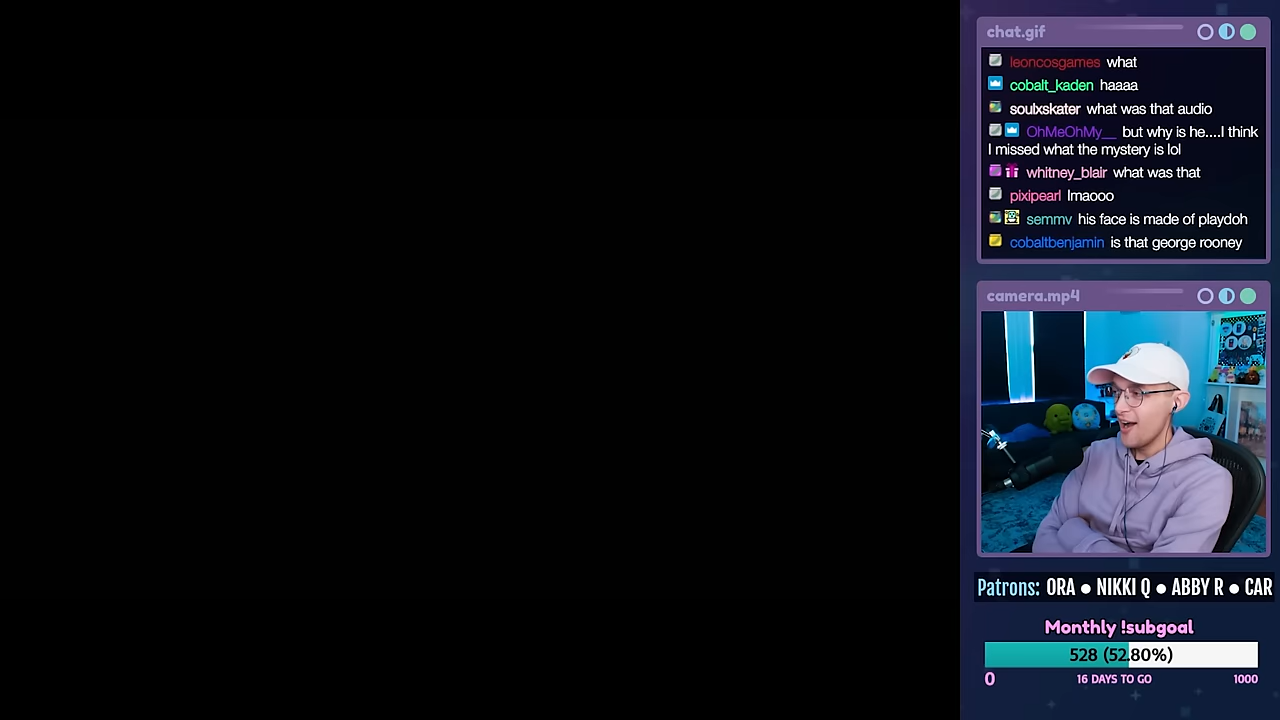 chat.gif
leoncosgames what
cobalt_kaden haaaa
soulxskater what was that audio
OhMeOhMy__ but why is he....I think
I missed what the mystery is lol
whitney_blair what was that
pixipearl lmaooo
semmv his face is made of playdoh
cobaltbenjamin is that george rooney
camera.mp4
Patrons: ORA ● NIKKI Q ● ABBY R ● CAR
Monthly !subgoal
528 (52.80%)
0 16 DAYS TO GO 1000